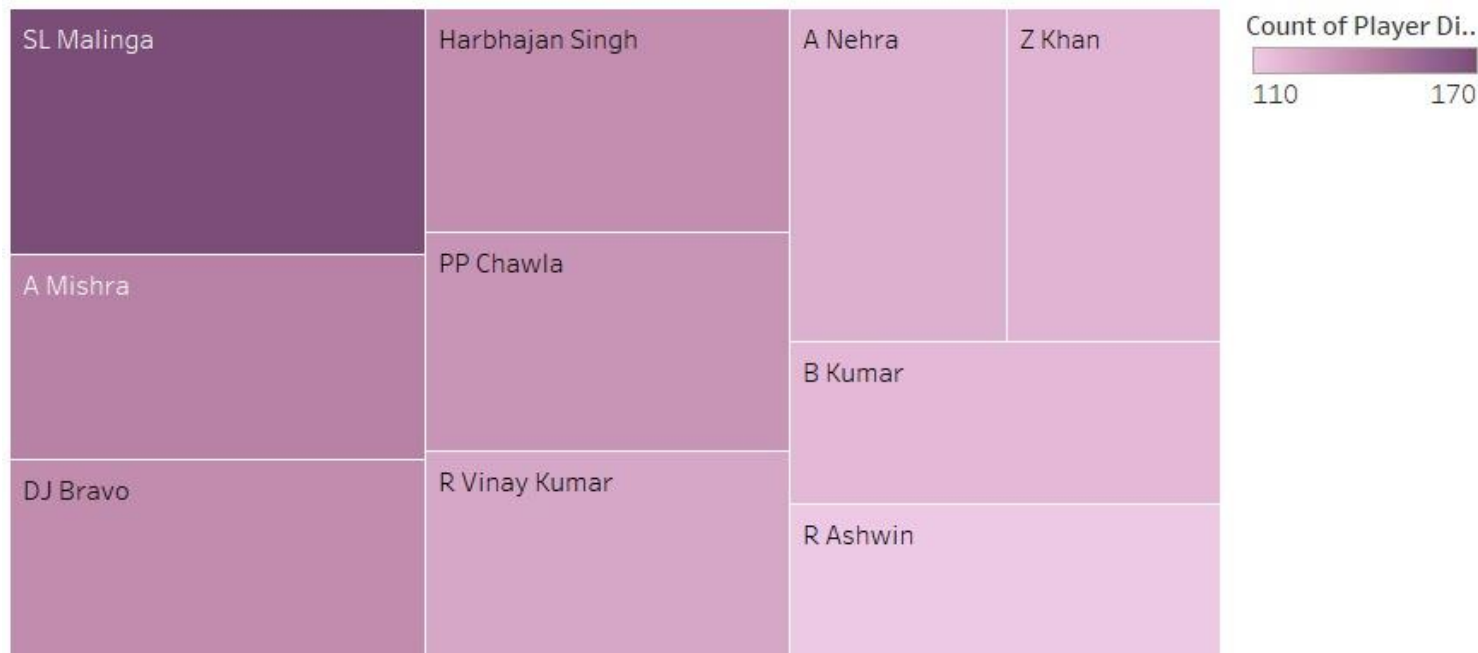 SL Malinga
A Mishra
DJ Bravo
Harbhajan Singh
PP Chawla
R Vinay Kumar
A Nehra
Z Khan
B Kumar
R Ashwin
Count of Player Di..
110 170